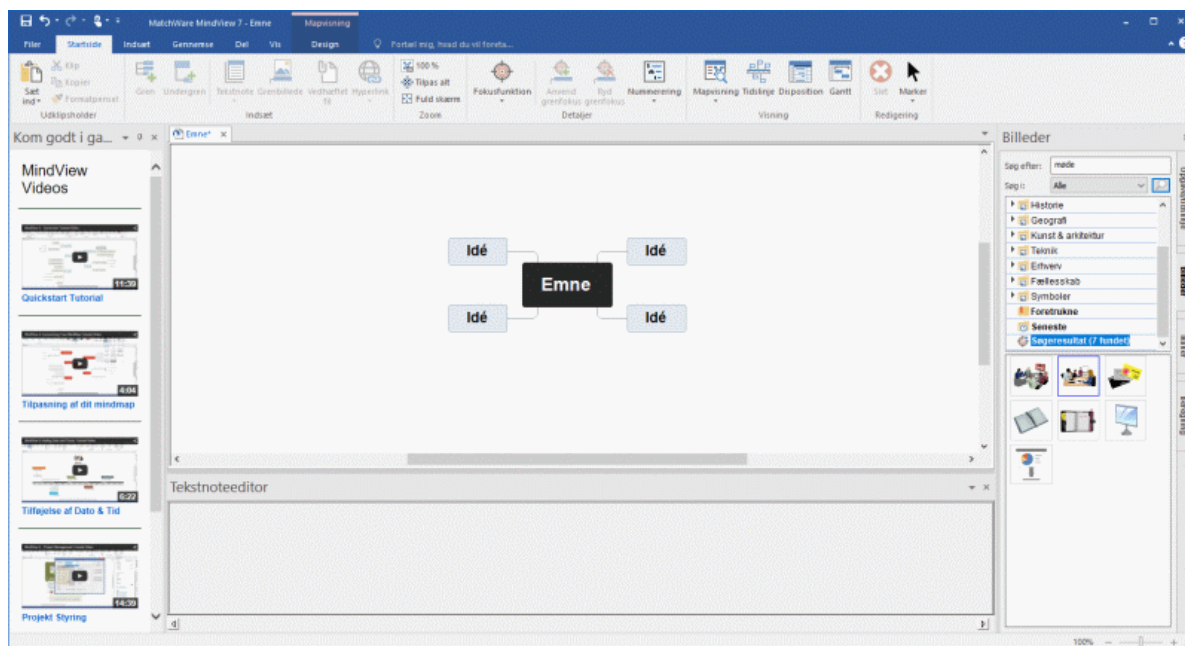 MatchWare MindView 7 - Emne
Mapvisning
Filer Startside Indsæt Gennemse Del Vis Design Fortæl mig, hvad du vil foreta...
Sæt ind
Klip
Kopier
Formatpensel
Udklipsholder
Gren Undergren Tekstnote Grenbillede Vedhæftet fil Hyperlink
Indsæt
100 %
Tilpas alt
Fuld skærm
Zoom
Fokusfunktion Anvend grenfokus Ryd grenfokus Nummerering
Detaljer
Mapvisning Tidslinje Disposition Gantt
Visning
Slet Marker
Redigering
Kom godt i ga...
MindView
Videos
11:39
Quickstart Tutorial
4:04
Tilpasning af dit mindmap
6:22
Tilføjelse af Dato & Tid
14:39
Projekt Styring
Emne*
Idé
Idé
Emne
Idé
Idé
Tekstnoteeditor
Billeder
Søg efter: møde
Søg i: Alle
Historie
Geografi
Kunst & arkitektur
Teknik
Erhverv
Fællesskab
Symboler
Foretrukne
Seneste
Søgeresultat (7 fundet)
100%